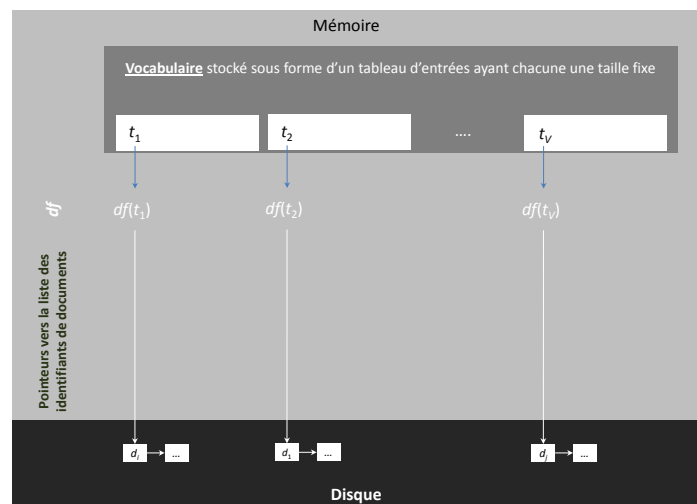 Mémoire
Vocabulaire stocké sous forme d'un tableau d'entrées ayant chacune une taille fixe
t1 t2 .... tV
df df(t1) df(t2) df(tV)
Pointeurs vers la liste des
identifiants de documents
di ... d1 ... dj ...
Disque